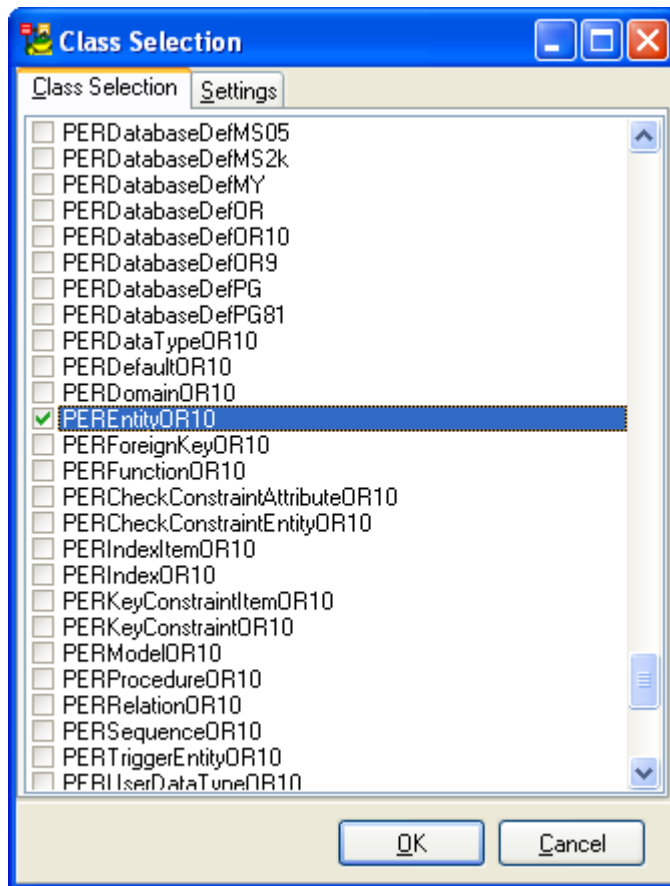 Class Selection
Class Selection Settings
PERDatabaseDefMS05
PERDatabaseDefMS2k
PERDatabaseDefMY
PERDatabaseDefOR
PERDatabaseDefOR10
PERDatabaseDefOR9
PERDatabaseDefPG
PERDatabaseDefPG81
PERDataTypeOR10
PERDefaultOR10
PERDomainOR10
PEREntityOR10
PERForeignKeyOR10
PERFunctionOR10
PERCheckConstraintAttributeOR10
PERCheckConstraintEntityOR10
PERIndexItemOR10
PERIndexOR10
PERKeyConstraintItemOR10
PERKeyConstraintOR10
PERModelOR10
PERProcedureOR10
PERRelationOR10
PERSequenceOR10
PERTriggerEntityOR10
PERUserDataTypeOR10
OK Cancel